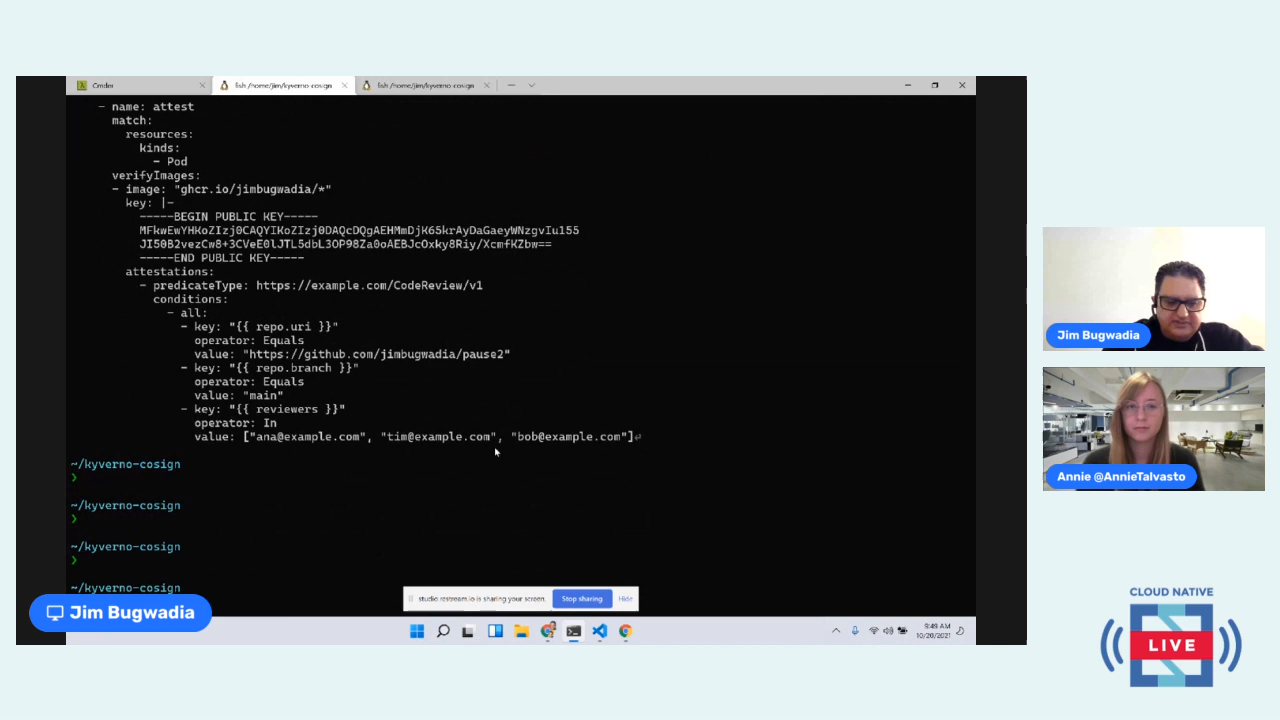 Cmder
fish /home/jim/kyverno-cosign
fish /home/jim/kyverno-cosign
- name: attest
match:
resources:
kinds:
- Pod
verifyImages:
- image: "ghcr.io/jimbugwadia/*"
key: |-
-----BEGIN PUBLIC KEY-----
MFkwEwYHKoZIzj0CAQYIKoZIzj0DAQcDQgAEHMmDjK65krAyDaGaeyWNzgvIu155
JI50B2vezCw8+3CVeE0lJTL5dbL3OP98Za0oAEBJcOxky8Riy/XcmfKZbw==
-----END PUBLIC KEY-----
attestations:
- predicateType: https://example.com/CodeReview/v1
conditions:
- all:
- key: "{{ repo.uri }}"
operator: Equals
value: "https://github.com/jimbugwadia/pause2"
- key: "{{ repo.branch }}"
operator: Equals
value: "main"
- key: "{{ reviewers }}"
operator: In
value: ["ana@example.com", "tim@example.com", "bob@example.com"]⏎
~/kyverno-cosign
❯
~/kyverno-cosign
❯
~/kyverno-cosign
❯
~/kyverno-cosign
studio.restream.io is sharing your screen.
Stop sharing
Hide
Jim Bugwadia
9:49 AM
10/20/2021
Jim Bugwadia
Annie @AnnieTalvasto
CLOUD NATIVE
LIVE